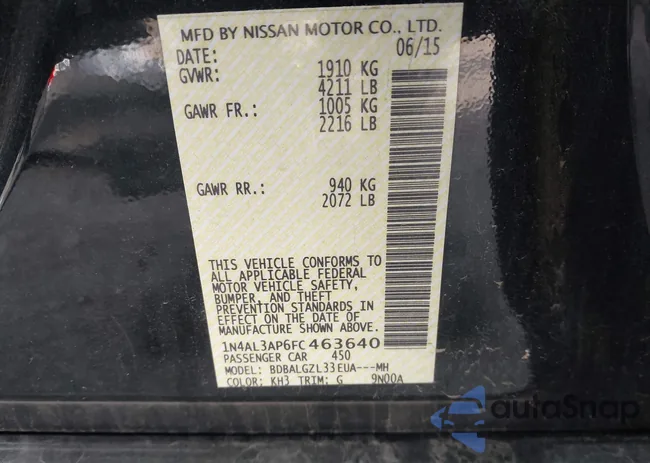 MFD BY NISSAN MOTOR CO., LTD.
DATE: 06/15
GVWR: 1910 KG
4211 LB
GAWR FR.: 1005 KG
2216 LB
GAWR RR.: 940 KG
2072 LB
THIS VEHICLE CONFORMS TO
ALL APPLICABLE FEDERAL
MOTOR VEHICLE SAFETY,
BUMPER, AND THEFT
PREVENTION STANDARDS IN
EFFECT ON THE DATE OF
MANUFACTURE SHOWN ABOVE.
1N4AL3AP6FC463640
PASSENGER CAR 450
MODEL: BDBALGZL33EUA---MH
COLOR: KH3 TRIM: G 9N00A
autoSnap